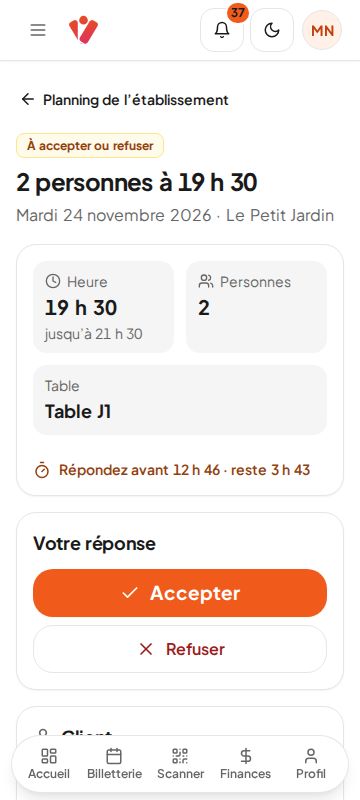 37
MN
Planning de l'établissement
À accepter ou refuser
2 personnes à 19 h 30
Mardi 24 novembre 2026 · Le Petit Jardin
Heure
19 h 30
jusqu'à 21 h 30
Personnes
2
Table
Table J1
Répondez avant 12 h 46 · reste 3 h 43
Votre réponse
Accepter
Refuser
Client
Accueil
Billetterie
Scanner
Finances
Profil